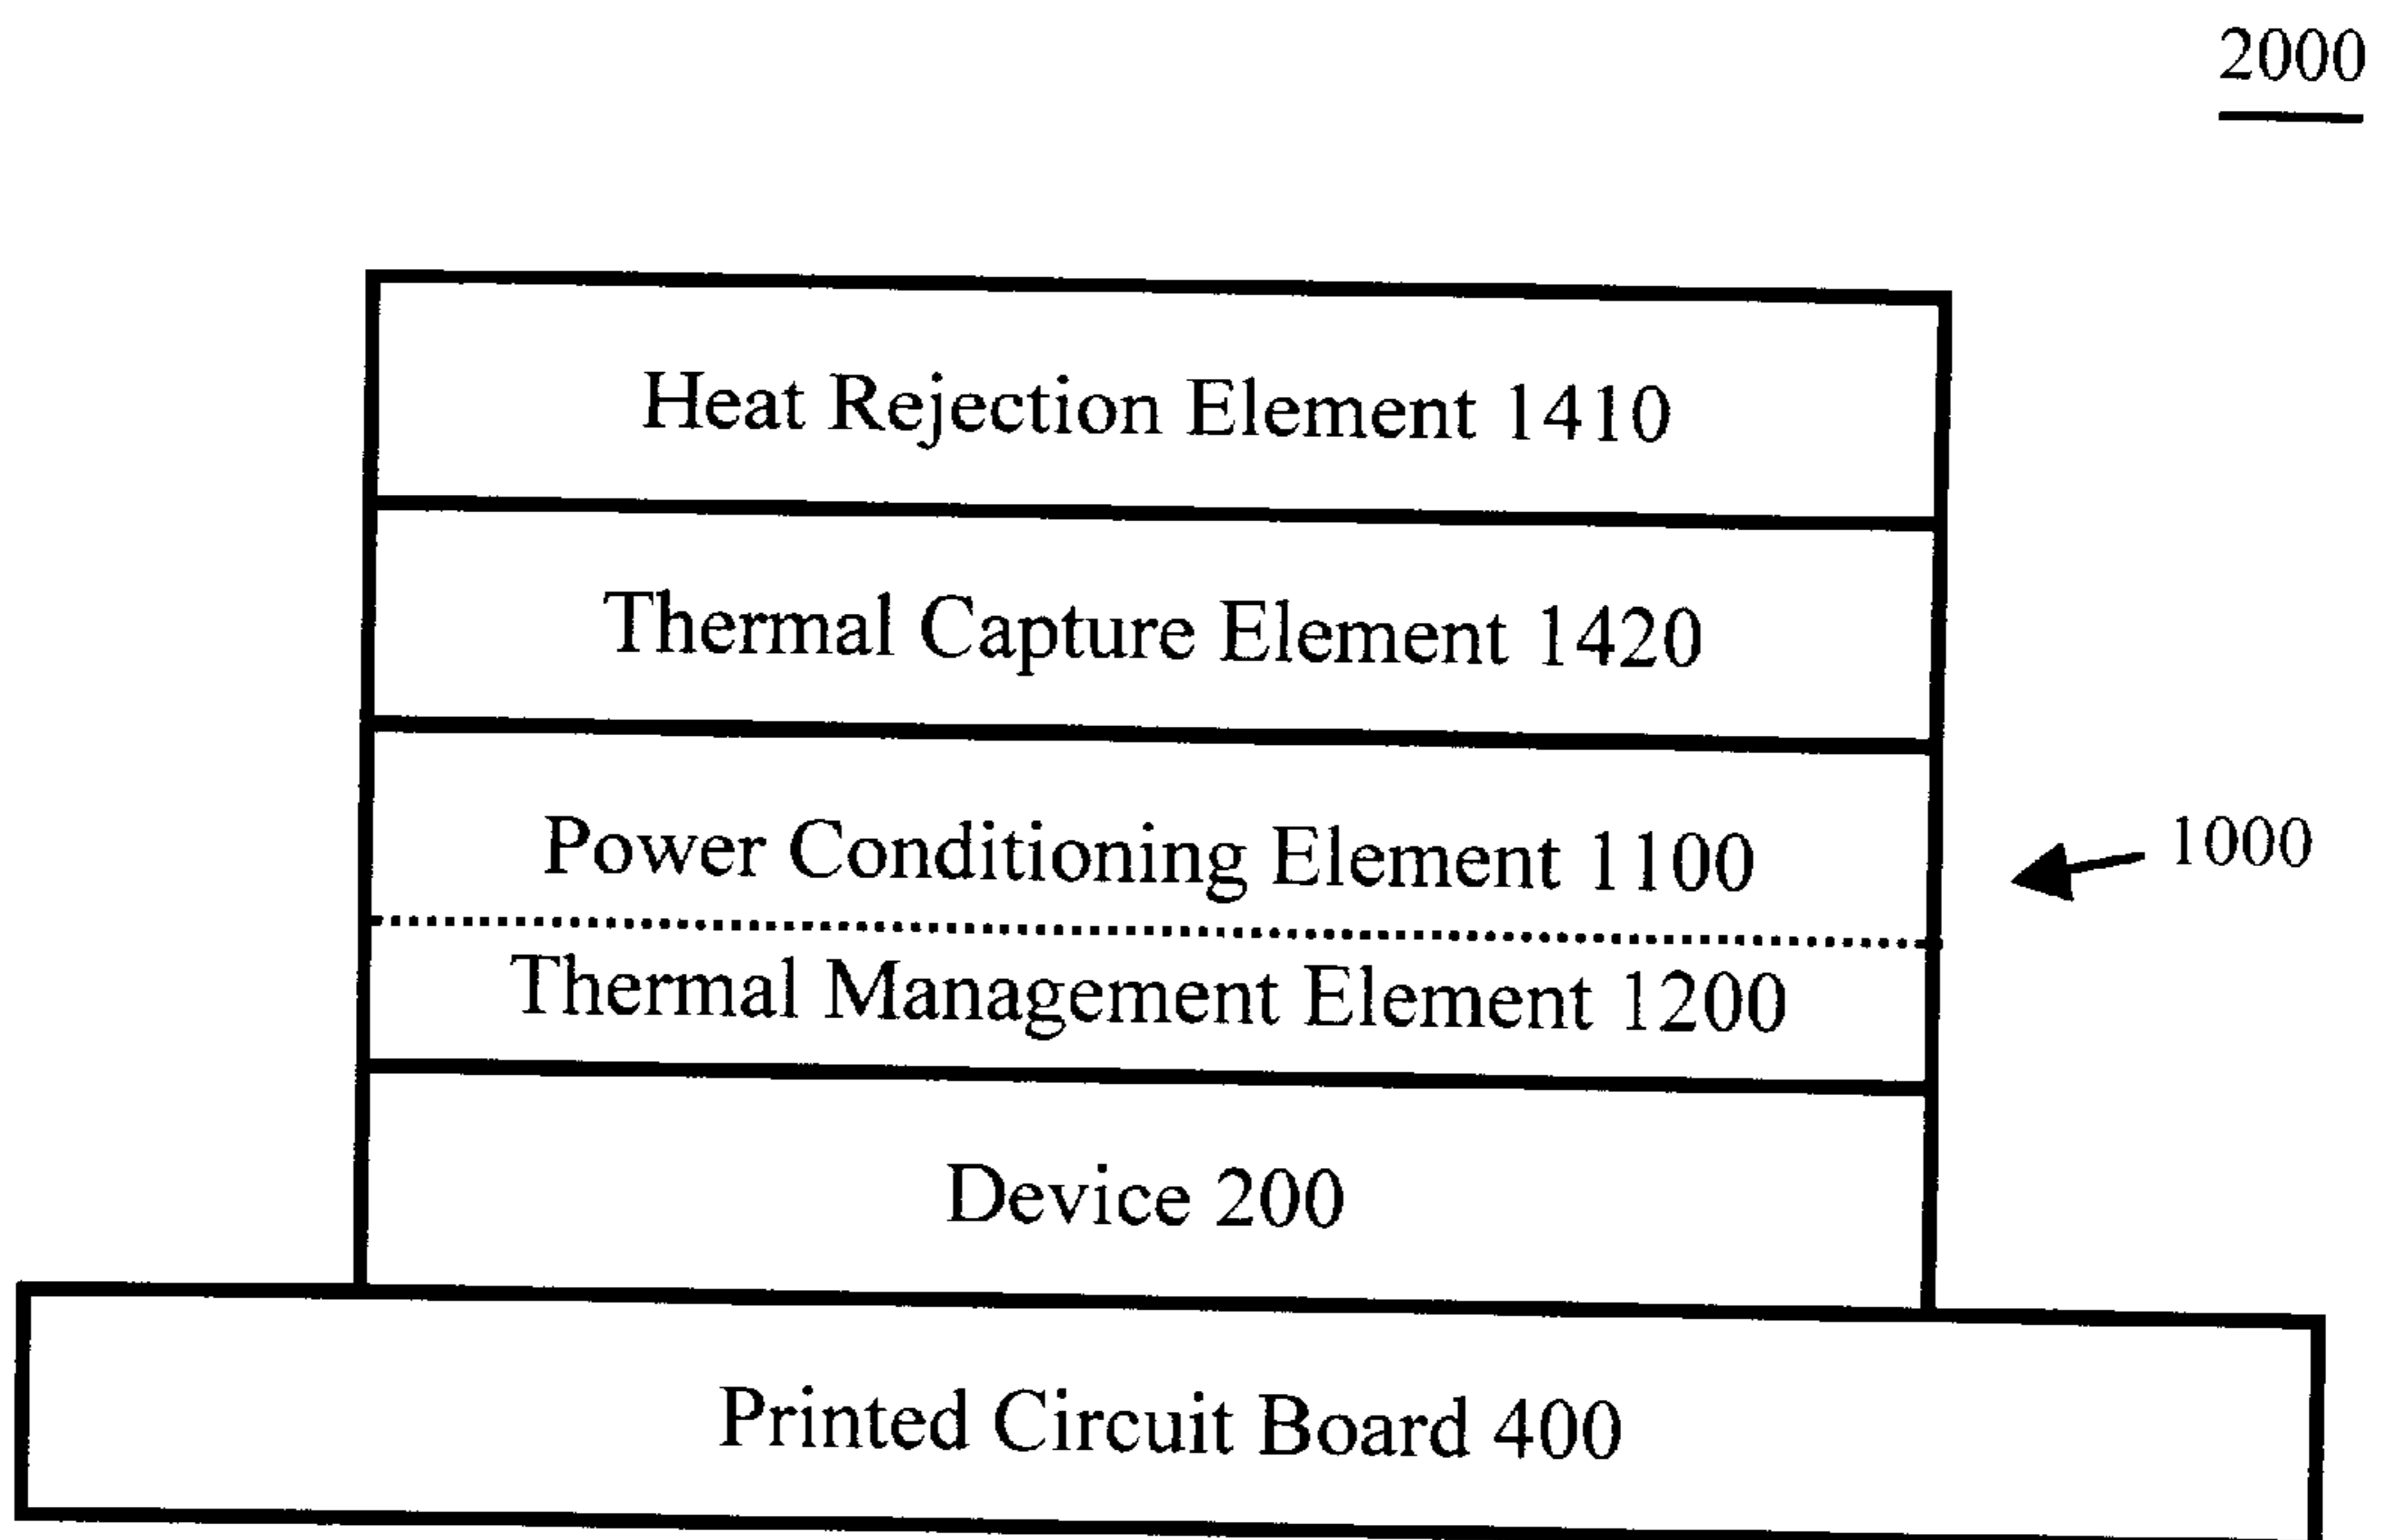 2000
Heat Rejection Element 1410
Thermal Capture Element 1420
Power Conditioning Element 1100
1000
Thermal Management Element 1200
Device 200
Printed Circuit Board 400